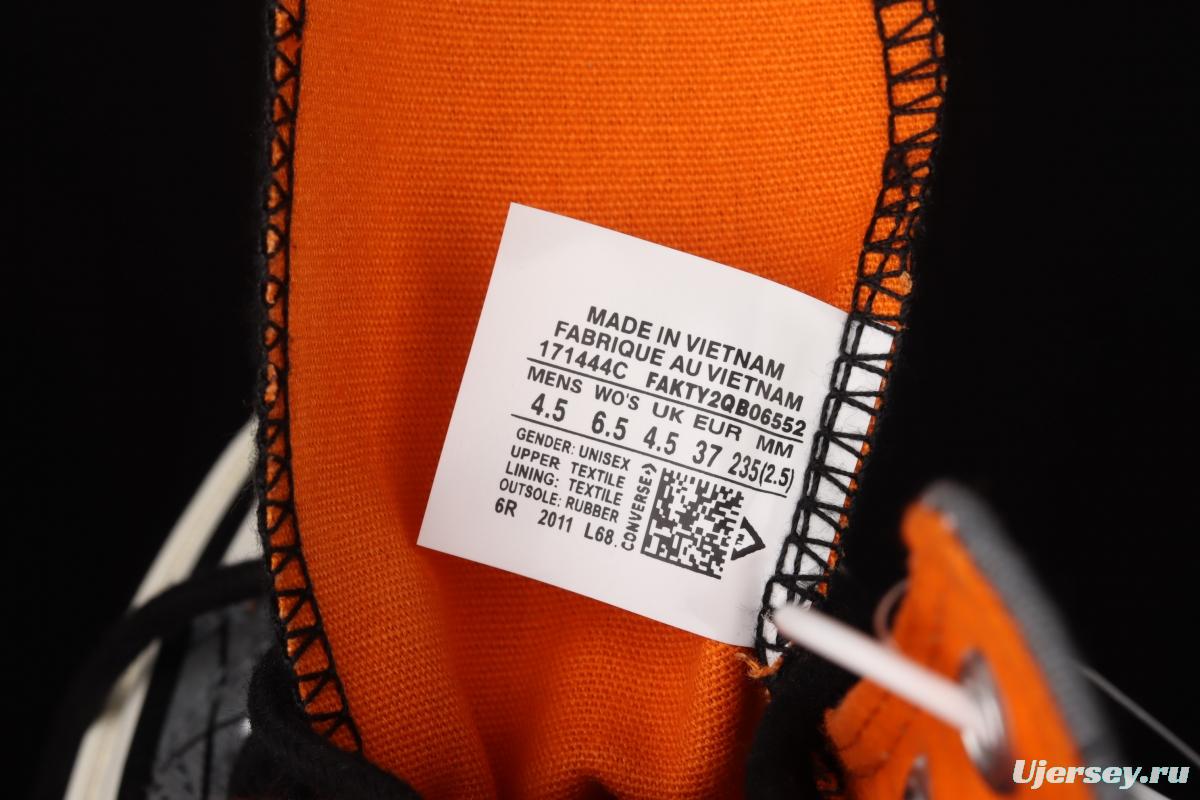 MADE IN VIETNAM
FABRIQUE AU VIETNAM
171444C FAKTY2QB06552
MENS WO'S UK EUR MM
4.5 6.5 4.5 37 235(2.5)
GENDER: UNISEX
UPPER: TEXTILE
LINING: TEXTILE
OUTSOLE: RUBBER
6R 2011 L68.
CONVERSE
Ujersey.ru